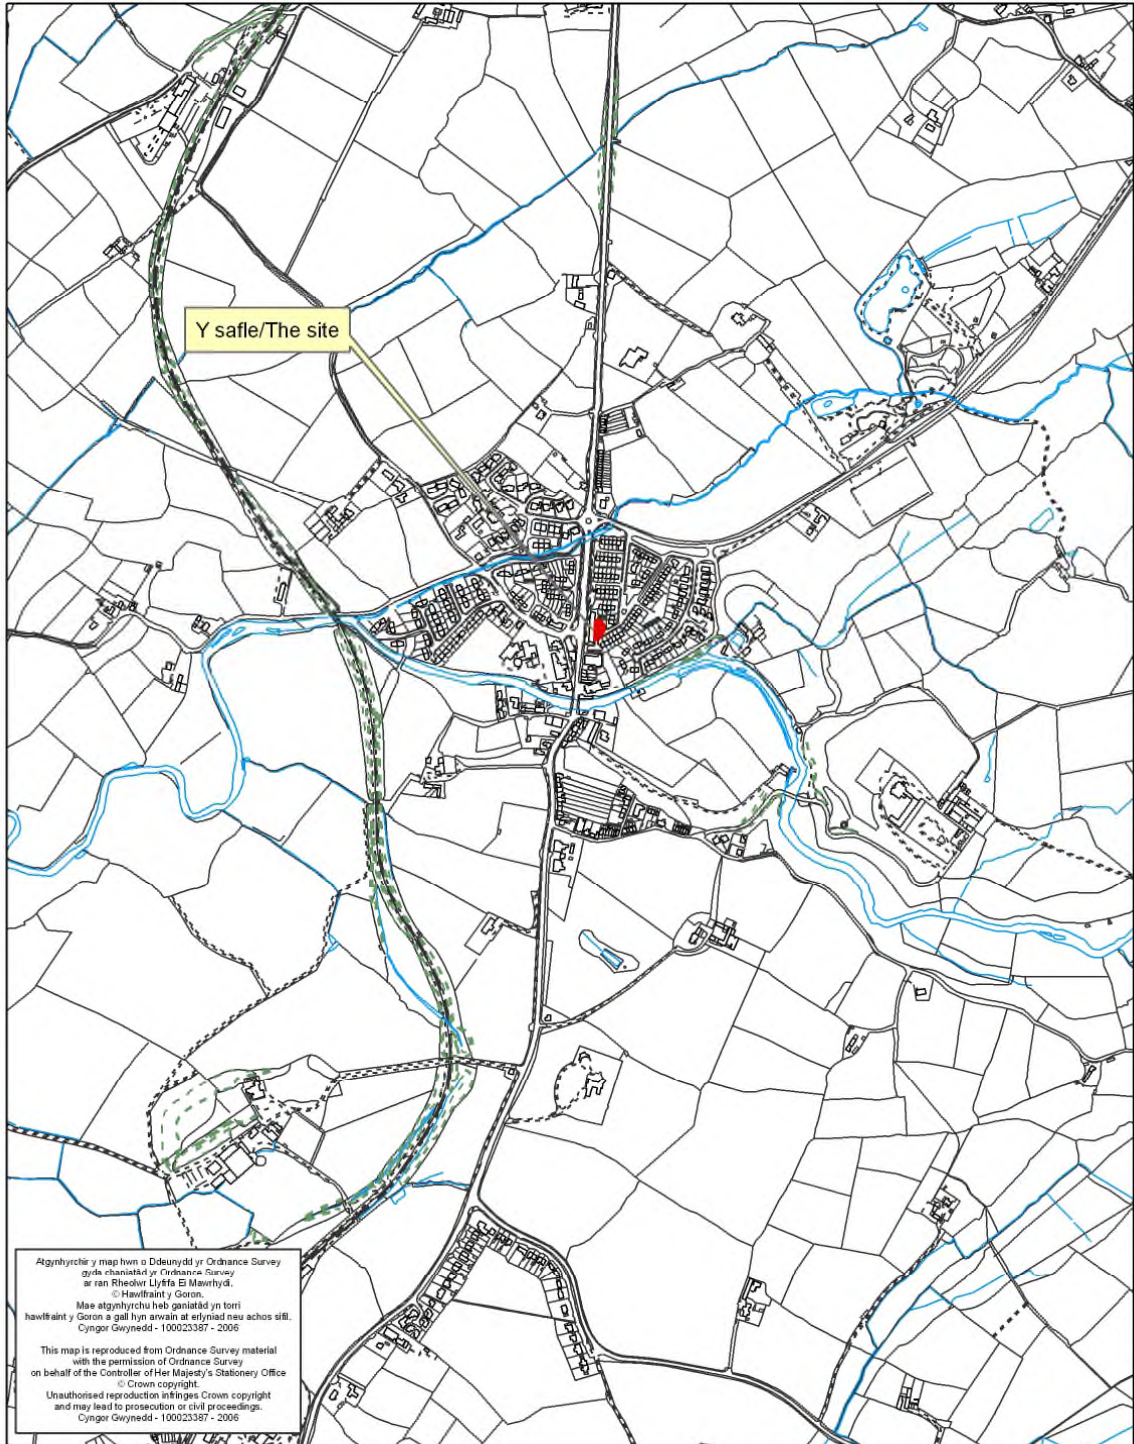 Y safle/The site
Atgynhyrchir y map hwn o Ddeunydd yr Ordnance Survey
gyda chaniatâd yr Ordnance Survey
ar ran Rheolwr Llyfrfa Ei Mawrhydi.
© Hawlfraint y Goron.
Mae atgynhyrchu heb ganiatâd yn torri
hawlfraint y Goron a gall hyn arwain at erlyniad neu achos sifil.
Cyngor Gwynedd - 100023387 - 2006
This map is reproduced from Ordnance Survey material
with the permission of Ordnance Survey
on behalf of the Controller of Her Majesty's Stationery Office
© Crown copyright.
Unauthorised reproduction infringes Crown copyright
and may lead to prosecution or civil proceedings.
Cyngor Gwynedd - 100023387 - 2006